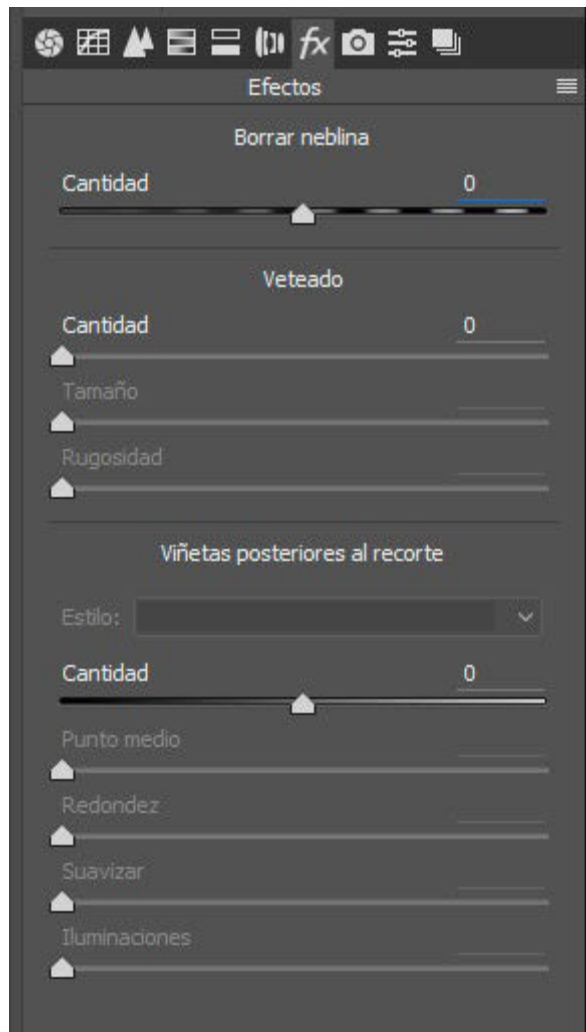 fx
Efectos
Borrar neblina
Cantidad 0
Veteado
Cantidad 0
Tamaño
Rugosidad
Viñetas posteriores al recorte
Estilo:
Cantidad 0
Punto medio
Redondez
Suavizar
Iluminaciones